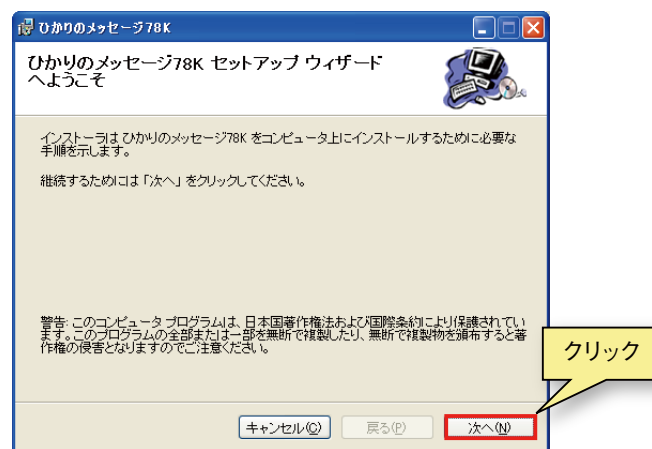 ひかりのメッセージ78K
ひかりのメッセージ78K セットアップ ウィザード
へようこそ
インストーラは ひかりのメッセージ78K をコンピュータ上にインストールするために必要な
手順を示します。
継続するためには「次へ」をクリックしてください。
警告: このコンピュータ プログラムは、日本国著作権法および国際条約により保護されてい
ます。このプログラムの全部または一部を無断で複製したり、無断で複製物を頒布すると著
作権の侵害となりますのでご注意ください。
クリック
キャンセル(C) 戻る(P) 次へ(N)